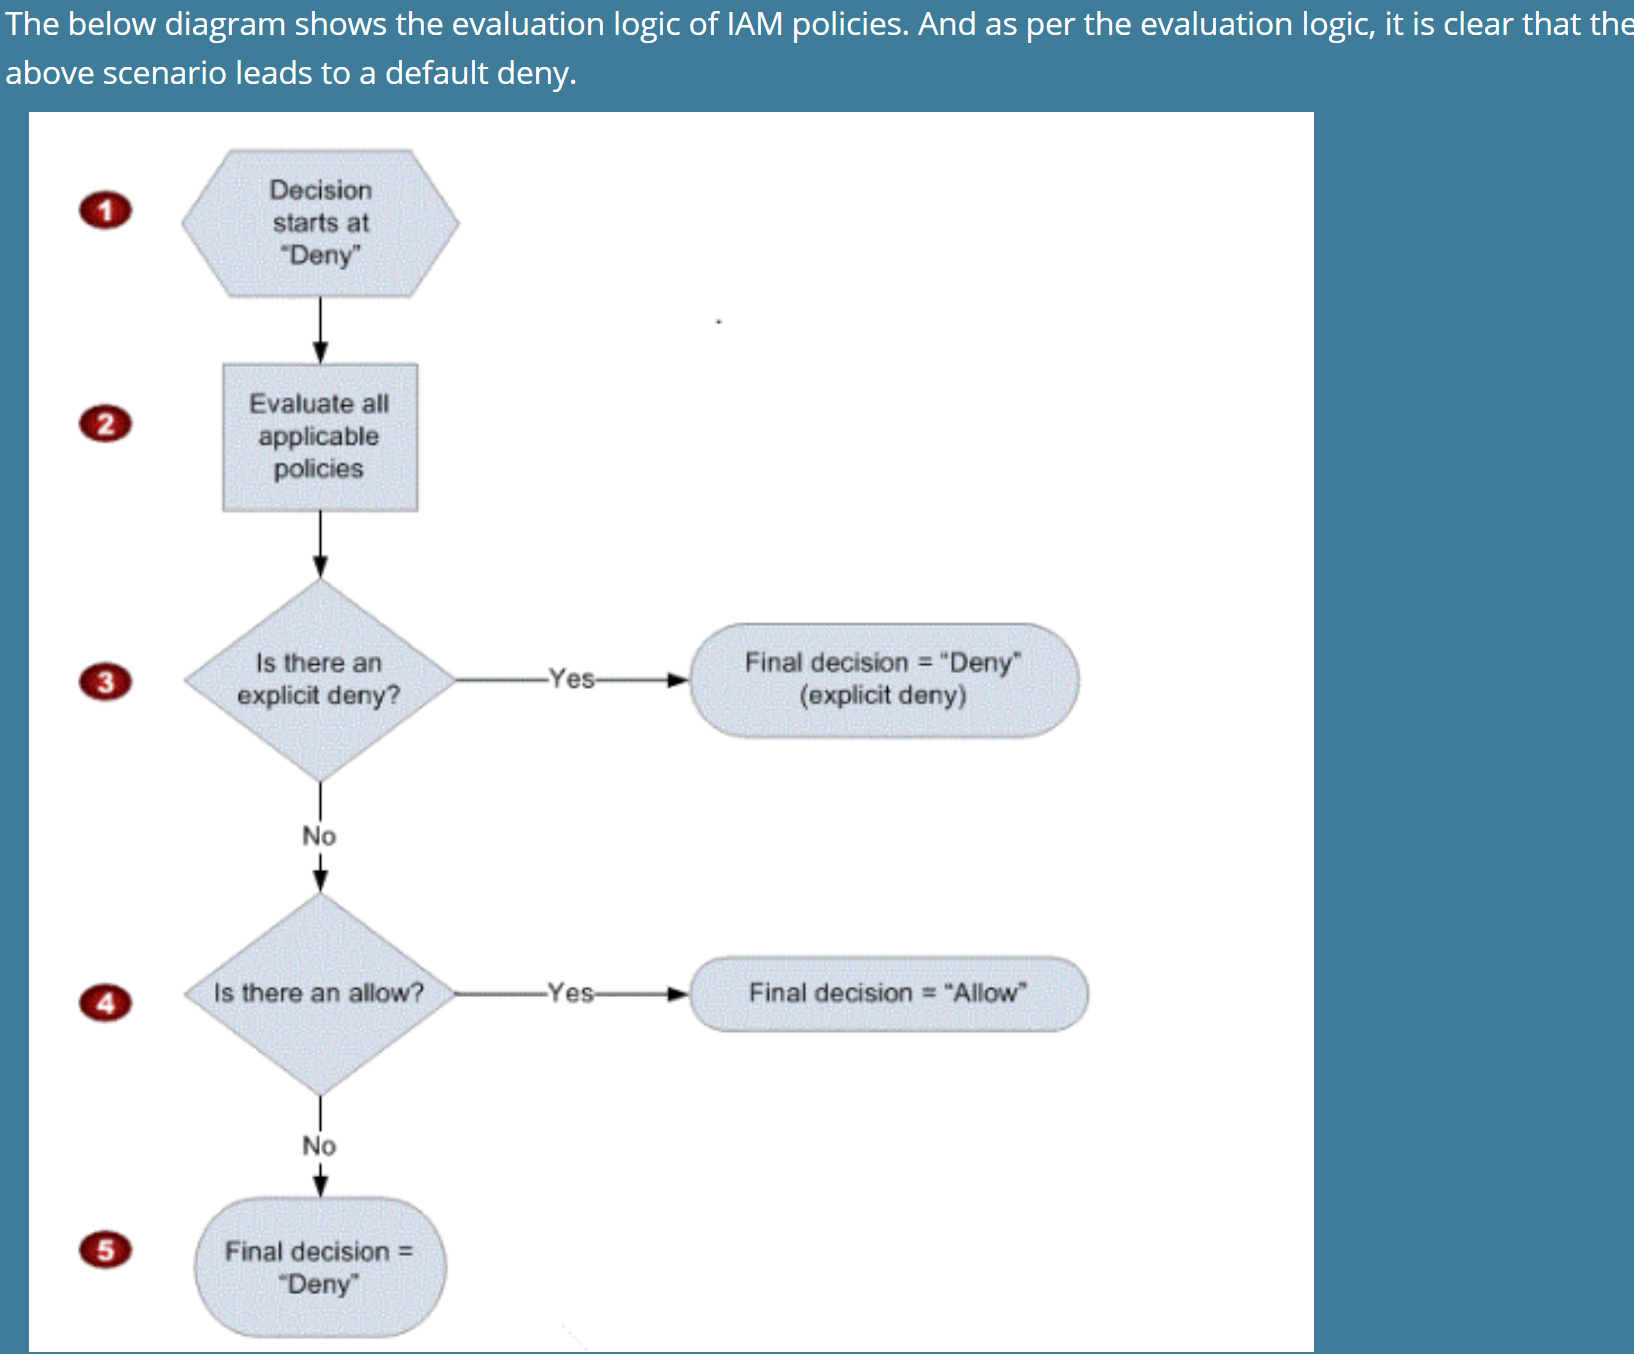 The below diagram shows the evaluation logic of IAM policies. And as per the evaluation logic, it is clear that the
above scenario leads to a default deny.
1
Decision
starts at
“Deny”
2
Evaluate all
applicable
policies
3
Is there an
explicit deny?
Yes
Final decision = “Deny”
(explicit deny)
No
4
Is there an allow?
Yes
Final decision = “Allow”
No
5
Final decision =
“Deny”